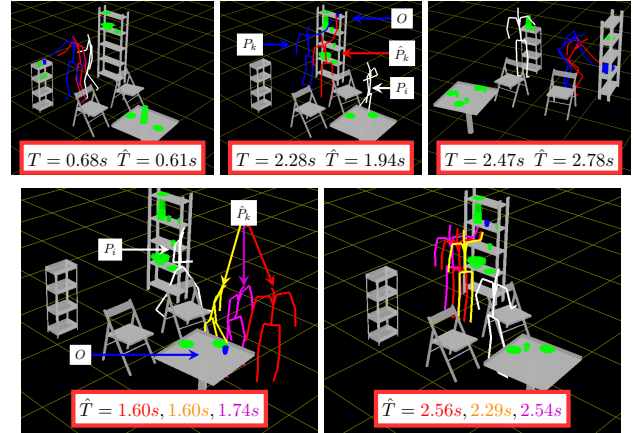 O
P_k
P̂_k
P_i
T = 0.68s T̂ = 0.61s
T = 2.28s T̂ = 1.94s
T = 2.47s T̂ = 2.78s
P̂_k
P_i
O
T̂ = 1.60s, 1.60s, 1.74s
T̂ = 2.56s, 2.29s, 2.54s